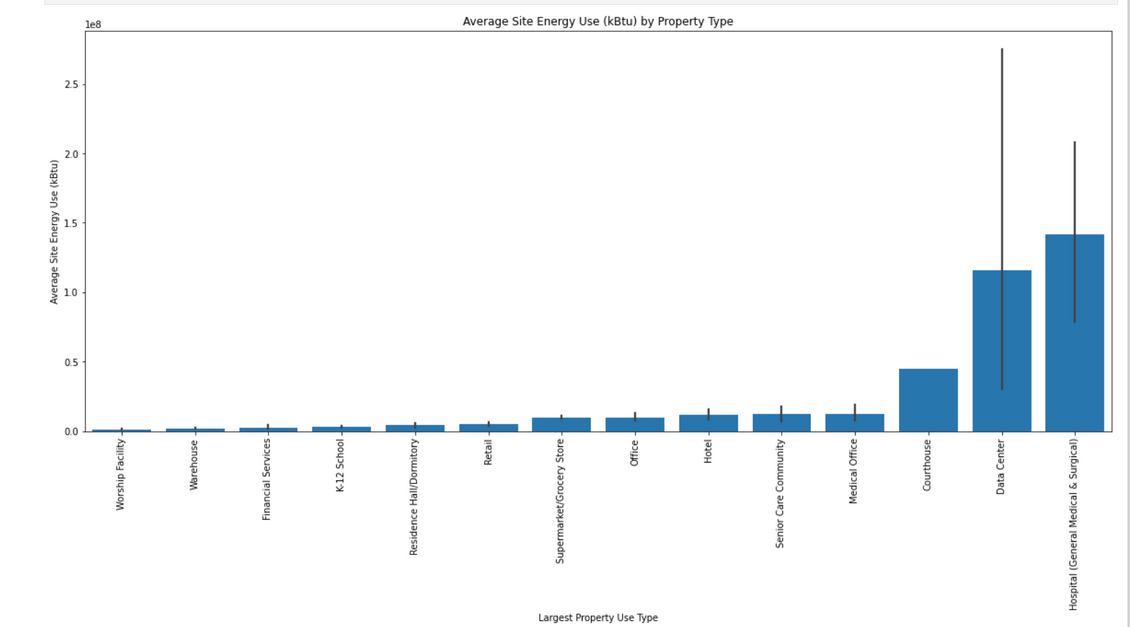 Average Site Energy Use (kBtu) by Property Type
1e8
2.5
2.0
1.5
1.0
0.5
0.0
Average Site Energy Use (kBtu)
Worship Facility
Warehouse
Financial Services
K-12 School
Residence Hall/Dormitory
Retail
Supermarket/Grocery Store
Office
Hotel
Senior Care Community
Medical Office
Courthouse
Data Center
Hospital (General Medical & Surgical)
Largest Property Use Type